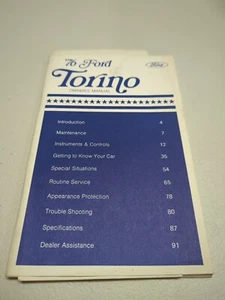 '76 Ford
Ford
Torino
OWNER'S MANUAL
Introduction 4
Maintenance 7
Instruments & Controls 12
Getting to Know Your Car 35
Special Situations 54
Routine Service 65
Appearance Protection 78
Trouble Shooting 80
Specifications 87
Dealer Assistance 91